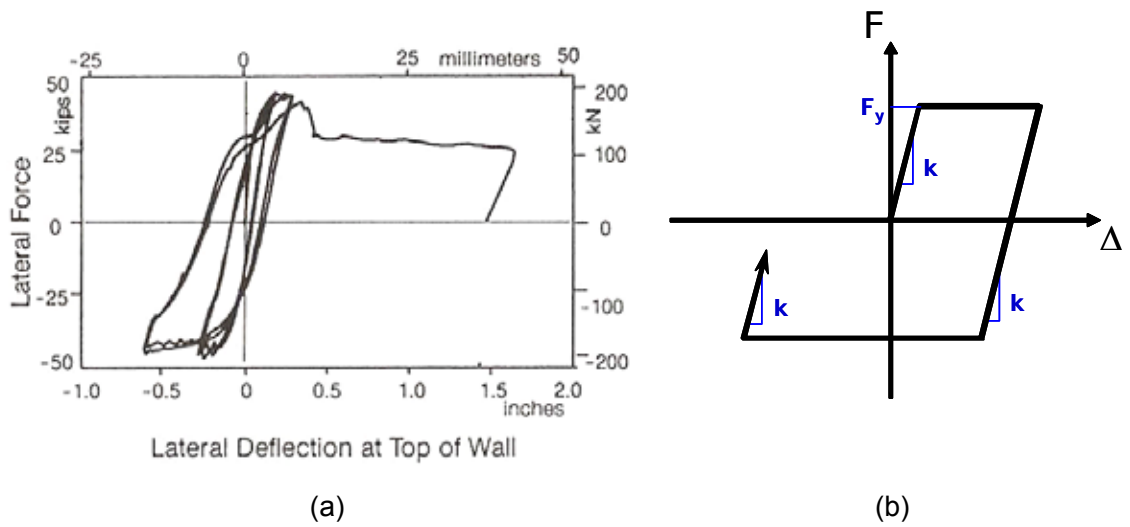 -25 0 25 millimeters 50
50 200
kips kN
25 100
Lateral Force
0 0
-25 -100
-50 -200
-1.0 -0.5 0 0.5 1.0 1.5 2.0
inches
Lateral Deflection at Top of Wall
(a)
F
Fy
k
Δ
k
k
(b)